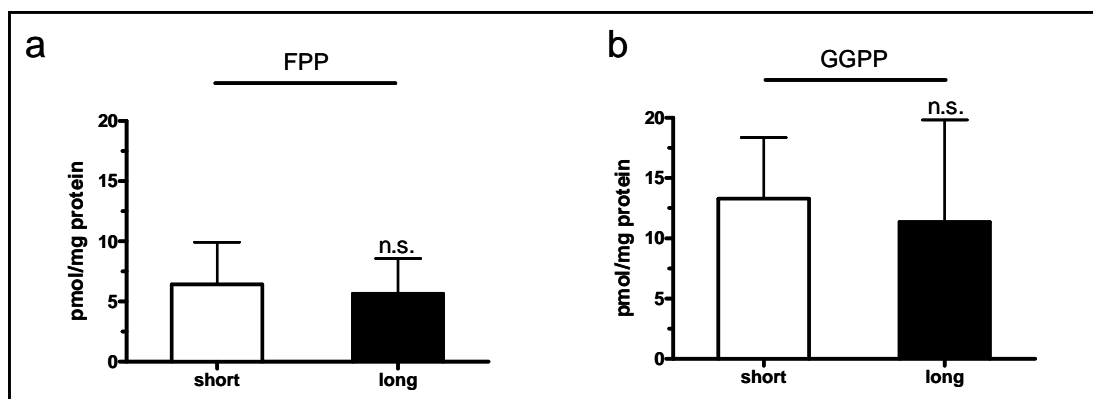 a
FPP
pmol/mg protein
20
15
10
5
0
n.s.
short
long
b
GGPP
pmol/mg protein
20
15
10
5
0
n.s.
short
long